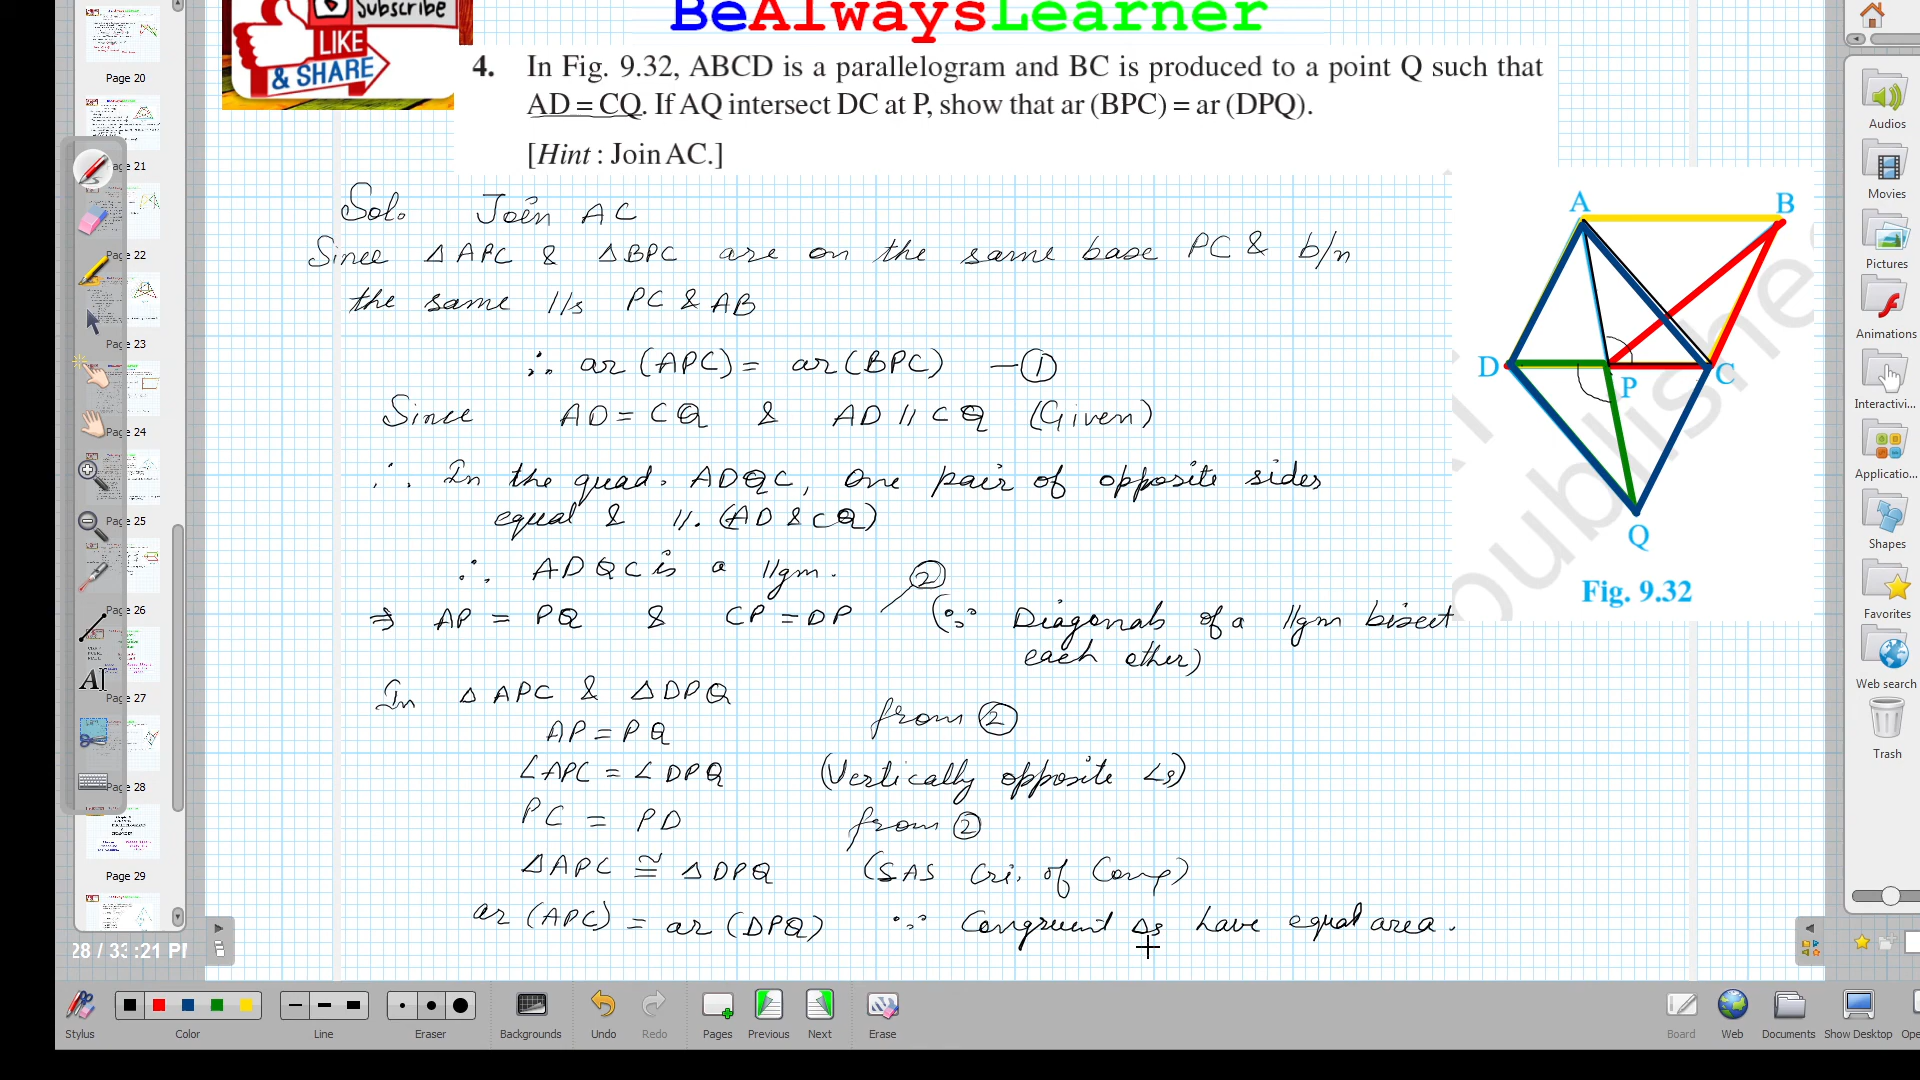 Subscribe
LIKE
& SHARE
BeAlwaysLearner
4. In Fig. 9.32, ABCD is a parallelogram and BC is produced to a point Q such that
AD = CQ. If AQ intersect DC at P, show that ar (BPC) = ar (DPQ).
[Hint : Join AC.]
Sol. Join AC
Since △APC & △BPC are on the same base PC & b/n
the same //s PC & AB
∴ ar (APC) = ar (BPC) — ①
Since AD = CQ & AD // CQ (Given)
∴ In the quad. ADQC, one pair of opposite sides
equal & //. (AD & CQ)
∴ ADQC is a //gm.
⇒ AP = PQ & CP = DP ② (∵ Diagonals of a //gm bisect
each other)
In △APC & △DPQ
AP = PQ from ②
∠APC = ∠DPQ (Vertically opposite ∠s)
PC = PD from ②
△APC ≅ △DPQ (SAS Cri. of Cong)
ar (APC) = ar (DPQ) ∵ Congruent △s have equal area.
A B
D P C
Q
Fig. 9.32
publishe
Page 20
Page 21
Page 22
Page 23
Page 24
Page 25
Page 26
Page 27
Page 28
Page 29
28 / 33
:21 PM
Audios
Movies
Pictures
Animations
Interactivi...
Applicatio...
Shapes
Favorites
Web search
Trash
Stylus Color Line Eraser Backgrounds Undo Redo Pages Previous Next Erase Board Web Documents Show Desktop